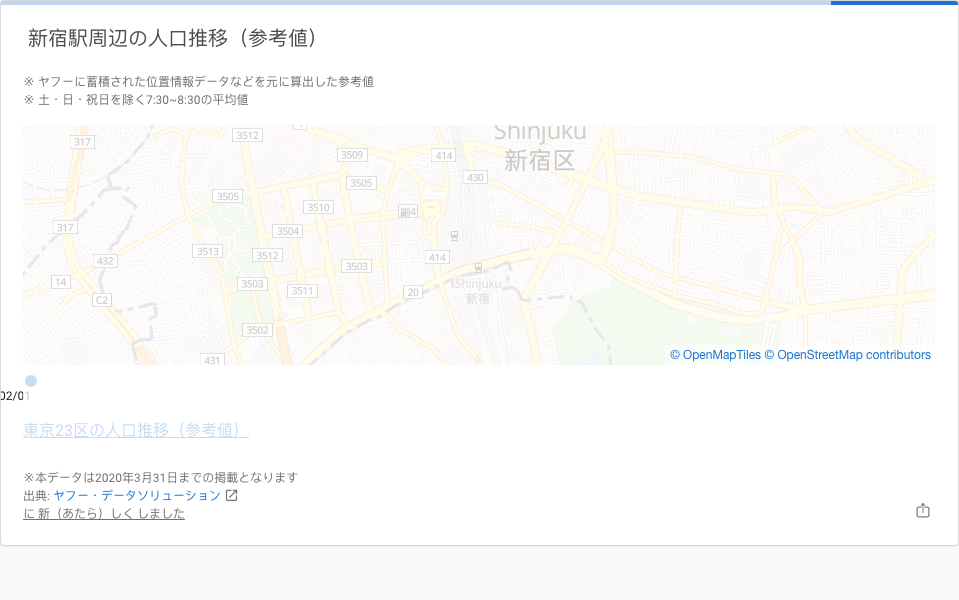 新宿駅周辺の人口推移（参考値）
※ ヤフーに蓄積された位置情報データなどを元に算出した参考値
※ 土・日・祝日を除く7:30~8:30の平均値
317
3512
3509
414
Shinjuku
新宿区
430
3505
3505
3510
副4
317
3504
3513
3512
414
432
3503
14
3503
3511
20
Shinjuku
新宿
C2
3502
431
© OpenMapTiles © OpenStreetMap contributors
02/01
東京23区の人口推移（参考値）
※本データは2020年3月31日までの掲載となります
出典: ヤフー・データソリューション
に 新（あたら）しく しました